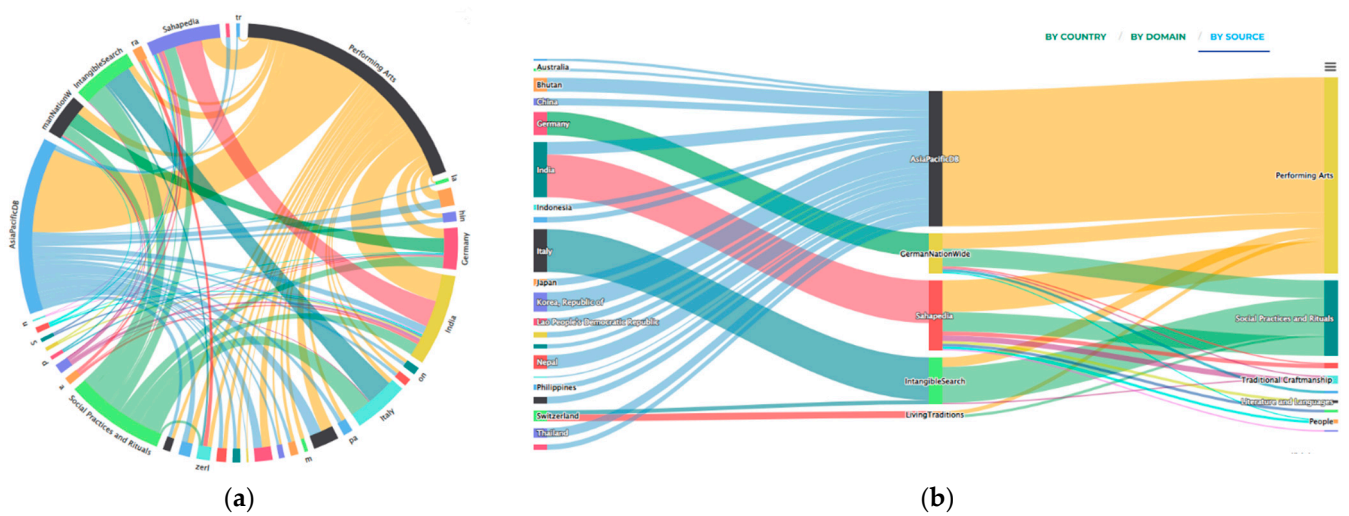 tr
Sahapedia
ra
IntangibleSearch
manNationW
AsiaPacificDB
Performing Arts
la
hin
Germany
India
on
Italy
pa
m
zerl
Social Practices and Rituals
a
p
s
n
(a)
BY COUNTRY / BY DOMAIN / BY SOURCE
Australia
Bhutan
China
Germany
India
Indonesia
Italy
Japan
Korea, Republic of
Lao People's Democratic Republic
Nepal
Philippines
Switzerland
Thailand
AsiaPacificDB
GermanNationWide
Sahapedia
IntangibleSearch
LivingTraditions
Performing Arts
Social Practices and Rituals
Traditional Craftmanship
Literature and Languages
People
(b)